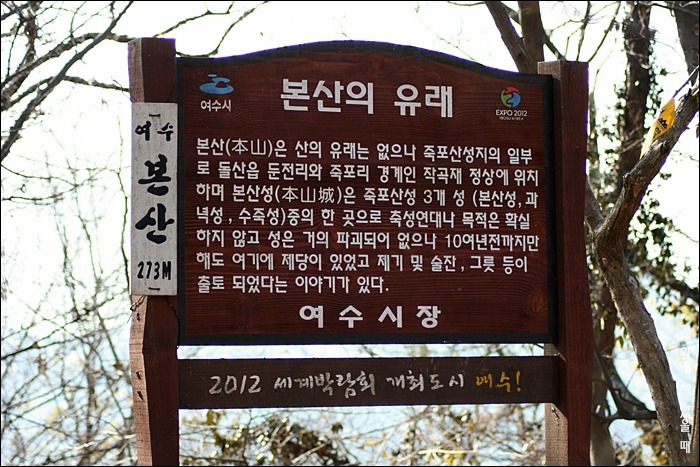 여수시
본산의 유래
EXPO 2012
YEOSU KOREA
여수
본산
273M
본산(本山)은 산의 유래는 없으나 죽포산성지의 일부
로 돌산읍 둔전리와 죽포리 경계인 작곡재 정상에 위치
하며 본산성(本山城)은 죽포산성 3개 성 (본산성, 과
녁성, 수죽성)중의 한 곳으로 축성연대나 목적은 확실
하지 않고 성은 거의 파괴되어 없으나 10여년전까지만
해도 여기에 제당이 있었고 제기 및 술잔, 그릇 등이
출토 되었다는 이야기가 있다.
여수시장
2012 세계박람회 개최도시 여수!